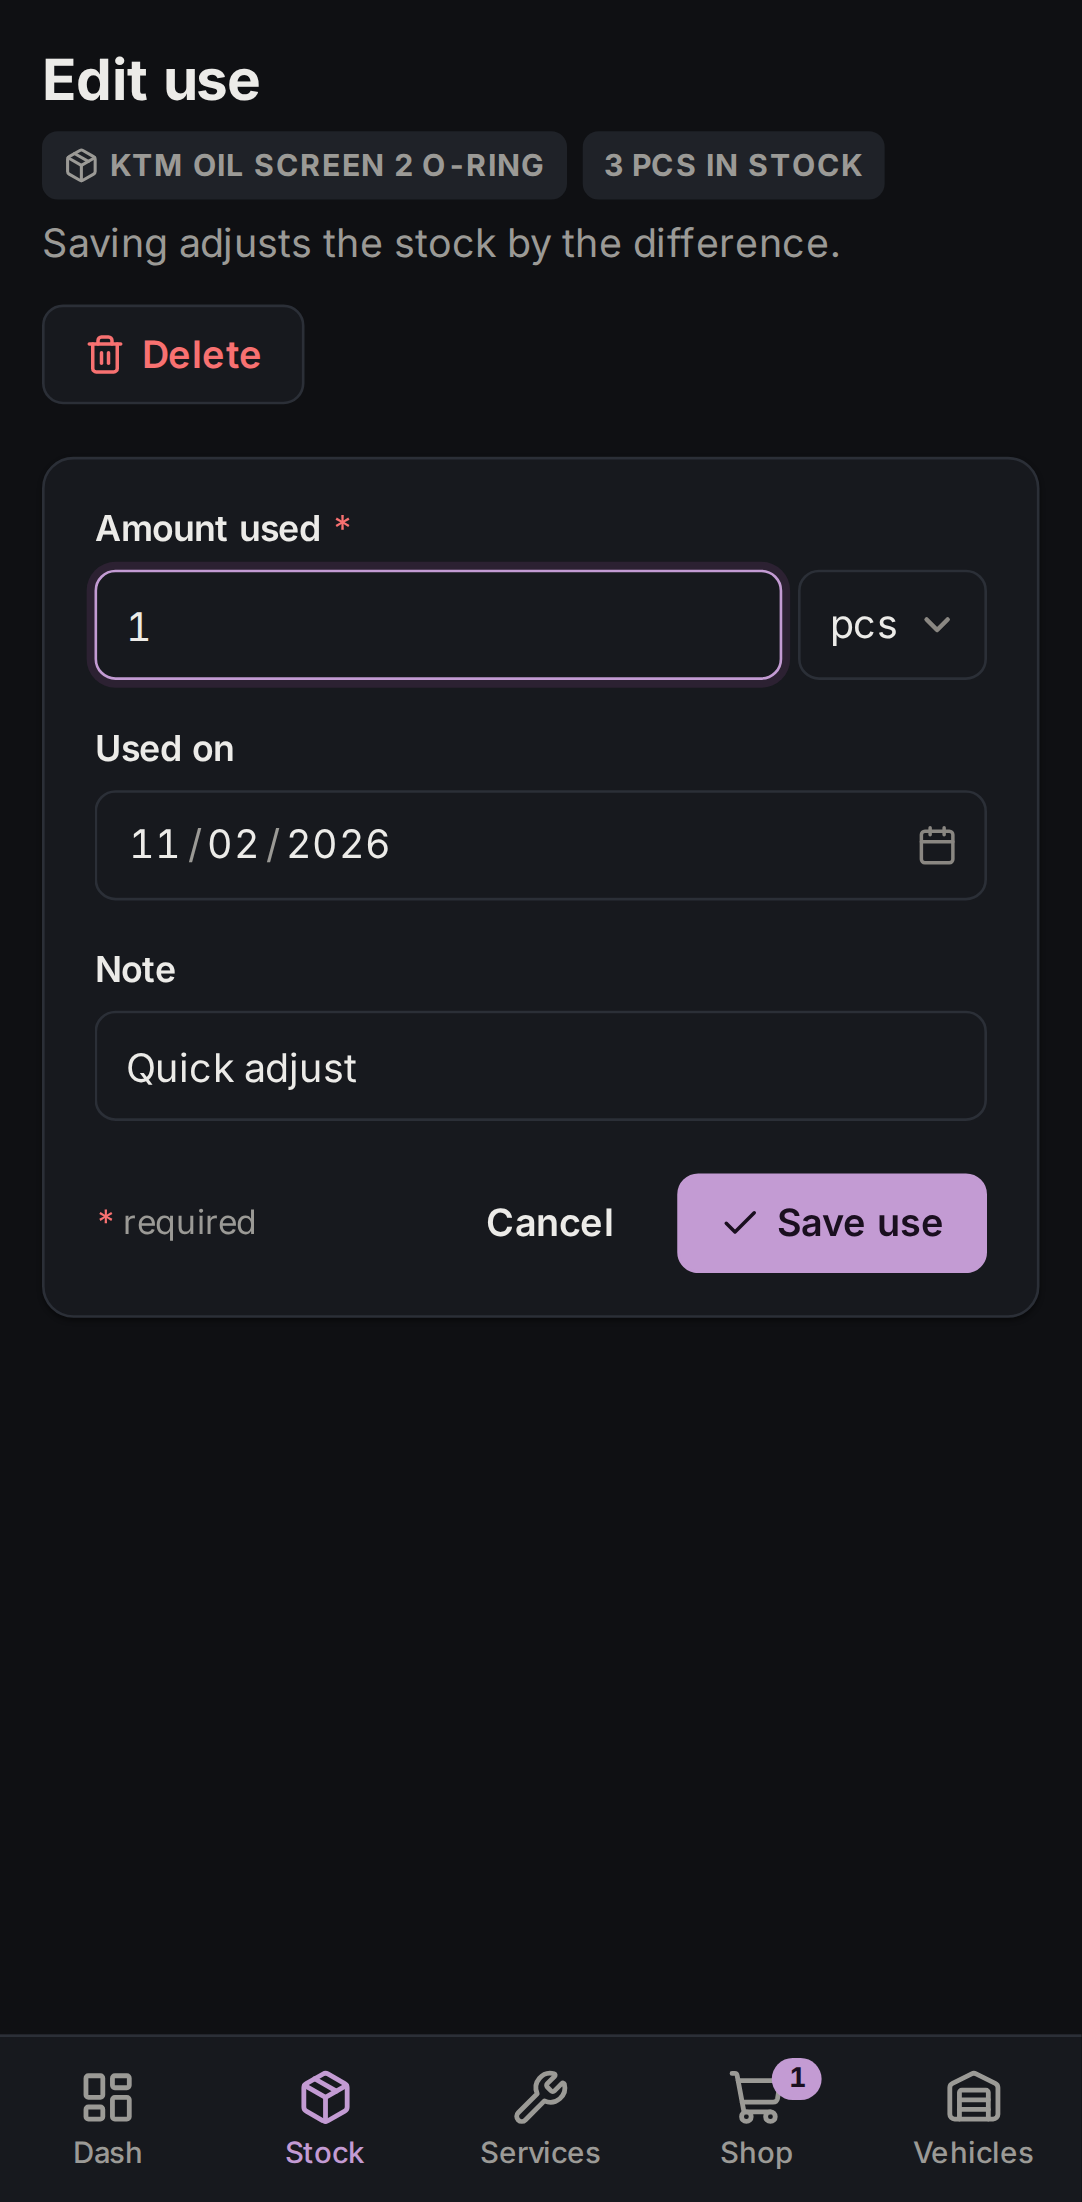 Edit use
KTM OIL SCREEN 2 O-RING 3 PCS IN STOCK
Saving adjusts the stock by the difference.
Delete
Amount used *
1 pcs
Used on
11/02/2026
Note
Quick adjust
* required Cancel Save use
1
Dash Stock Services Shop Vehicles